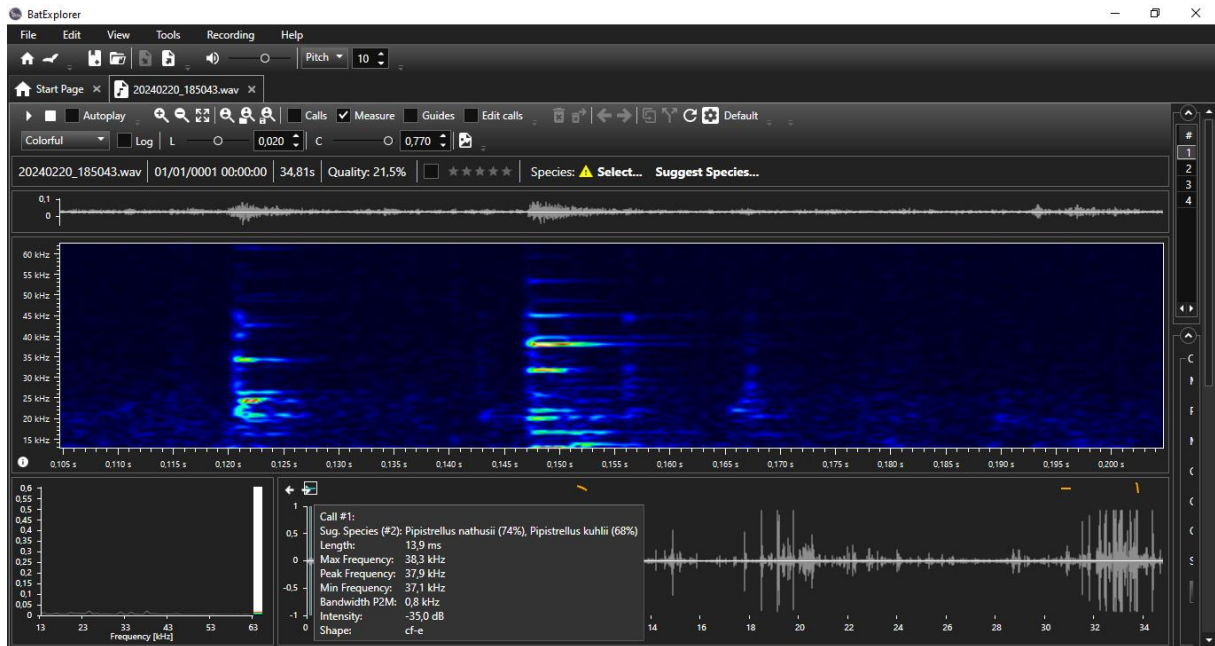 BatExplorer
File Edit View Tools Recording Help
Pitch 10
Start Page 20240220_185043.wav
Autoplay Calls Measure Guides Edit calls Default
Colorful Log L 0,020 C 0,770
20240220_185043.wav 01/01/0001 00:00:00 34,81s Quality: 21,5% Species: Select... Suggest Species...
#
1
2
3
4
0,1
0
60 kHz
55 kHz
50 kHz
45 kHz
40 kHz
35 kHz
30 kHz
25 kHz
20 kHz
15 kHz
0,105 s 0,110 s 0,115 s 0,120 s 0,125 s 0,130 s 0,135 s 0,140 s 0,145 s 0,150 s 0,155 s 0,160 s 0,165 s 0,170 s 0,175 s 0,180 s 0,185 s 0,190 s 0,195 s 0,200 s
0,6
0,55
0,5
0,45
0,4
0,35
0,3
0,25
0,2
0,15
0,1
0,05
0
13 23 33 43 53 63
Frequency [kHz]
1
0,5
0
-0,5
-1
Call #1:
Sug. Species (#2): Pipistrellus nathusii (74%), Pipistrellus kuhlii (68%)
Length: 13,9 ms
Max Frequency: 38,3 kHz
Peak Frequency: 37,9 kHz
Min Frequency: 37,1 kHz
Bandwidth P2M: 0,8 kHz
Intensity: -35,0 dB
Shape: cf-e
0 14 16 18 20 22 24 26 28 30 32 34